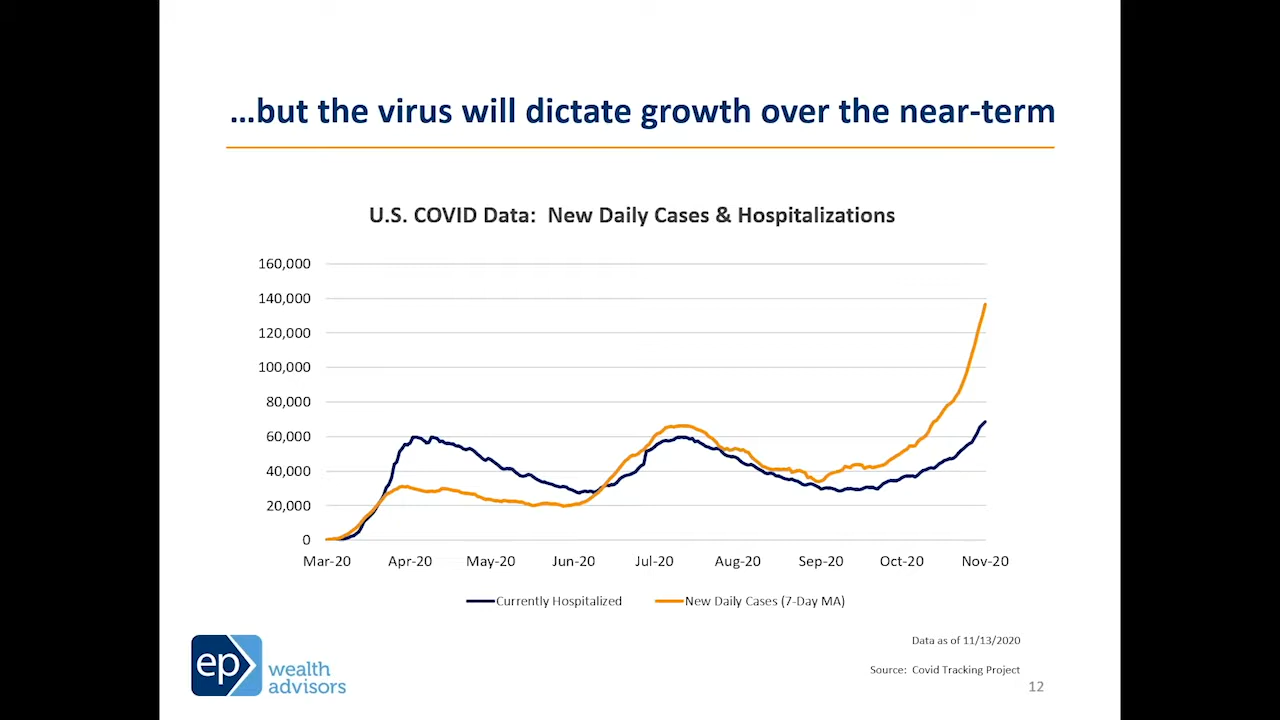 …but the virus will dictate growth over the near-term
U.S. COVID Data: New Daily Cases & Hospitalizations
160,000
140,000
120,000
100,000
80,000
60,000
40,000
20,000
0
Mar-20 Apr-20 May-20 Jun-20 Jul-20 Aug-20 Sep-20 Oct-20 Nov-20
Currently Hospitalized New Daily Cases (7-Day MA)
Data as of 11/13/2020
Source: Covid Tracking Project
12
ep
wealth
advisors